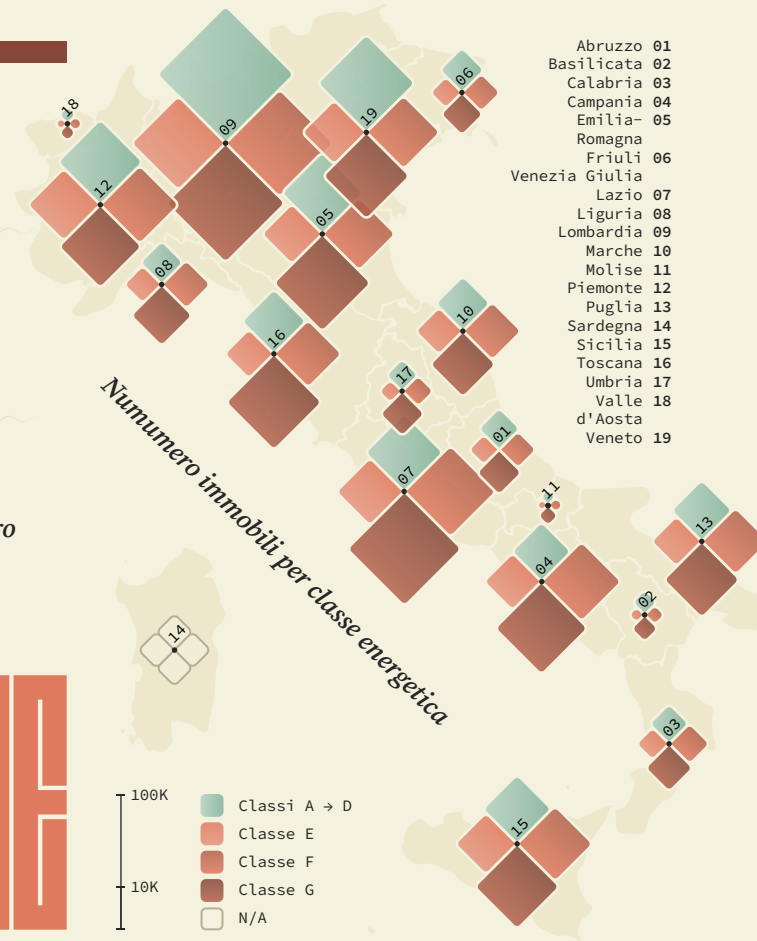 Abruzzo 01
Basilicata 02
Calabria 03
Campania 04
Emilia- 05
Romagna
Friuli 06
Venezia Giulia
Lazio 07
Liguria 08
Lombardia 09
Marche 10
Molise 11
Piemonte 12
Puglia 13
Sardegna 14
Sicilia 15
Toscana 16
Umbria 17
Valle 18
d'Aosta
Veneto 19
06
18
09
19
12
05
08
10
16
17
01
07
11
13
04
02
14
03
15
Numumero immobili per classe energetica
ro
100K
10K
Classi A → D
Classe E
Classe F
Classe G
N/A